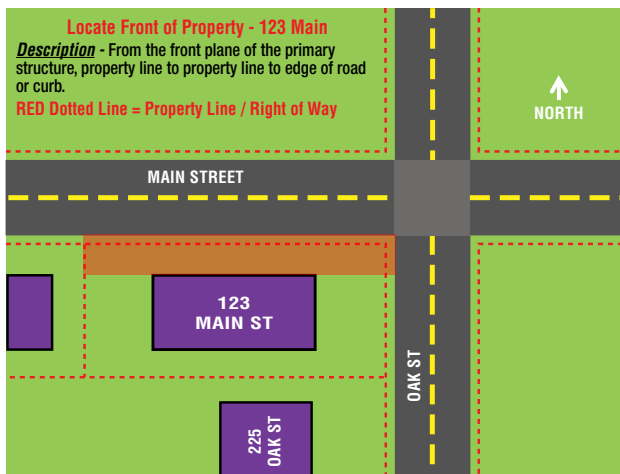 Locate Front of Property - 123 Main
Description - From the front plane of the primary
structure, property line to property line to edge of road
or curb.
RED Dotted Line = Property Line / Right of Way
NORTH
MAIN STREET
123
MAIN ST
OAK ST
225
OAK ST